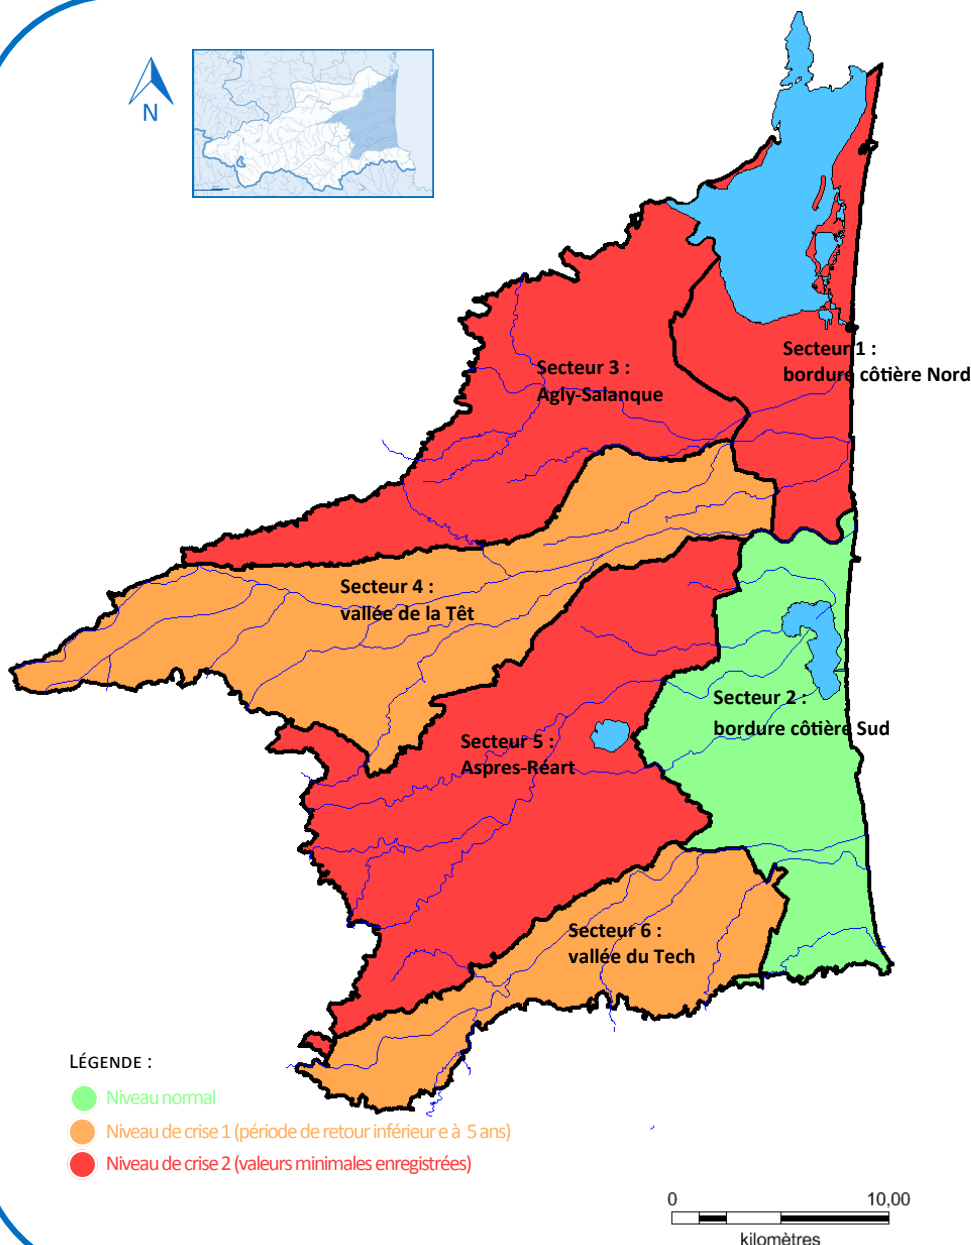 N
Secteur 1 :
bordure côtière Nord
Secteur 3 :
Agly-Salanque
Secteur 4 :
vallée de la Têt
Secteur 2 :
bordure côtière Sud
Secteur 5 :
Aspres-Réart
Secteur 6 :
vallée du Tech
LÉGENDE :
Niveau normal
Niveau de crise 1 (période de retour inférieur e à 5 ans)
Niveau de crise 2 (valeurs minimales enregistrées)
0 10,00
kilomètres